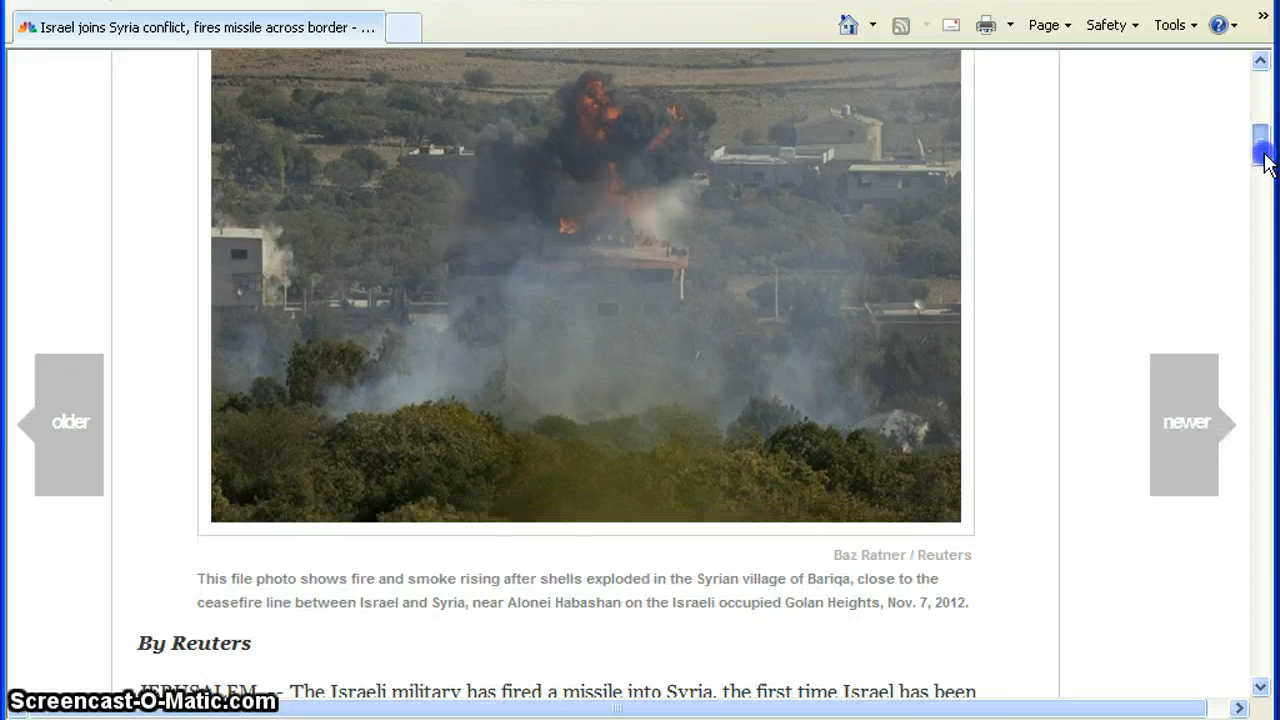 Israel joins Syria conflict, fires missile across border - ...
Page
Safety
Tools
older
newer
Baz Ratner / Reuters
This file photo shows fire and smoke rising after shells exploded in the Syrian village of Bariqa, close to the
ceasefire line between Israel and Syria, near Alonei Habashan on the Israeli occupied Golan Heights, Nov. 7, 2012.
By Reuters
JERUSALEM -- The Israeli military has fired a missile into Syria, the first time Israel has been
Screencast-O-Matic.com